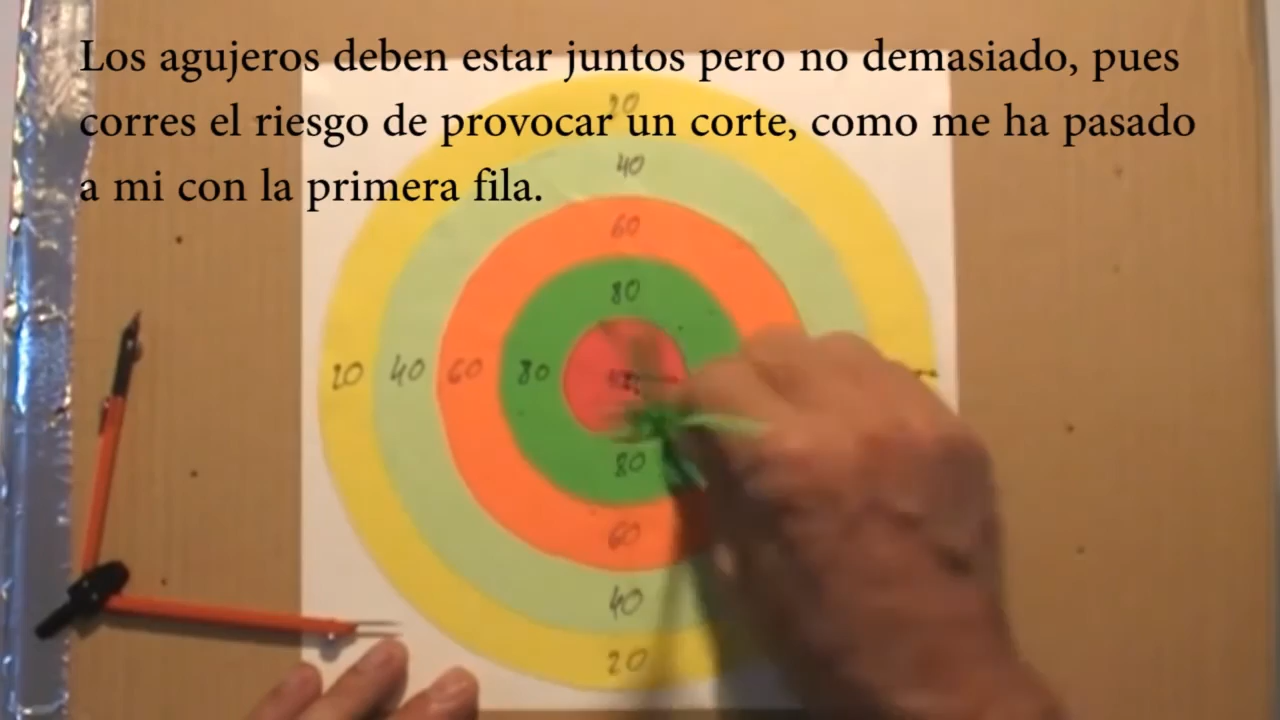 Los agujeros deben estar juntos pero no demasiado, pues
corres el riesgo de provocar un corte, como me ha pasado
a mi con la primera fila.
20
40
60
80
20 40 60 80
80
60
40
20